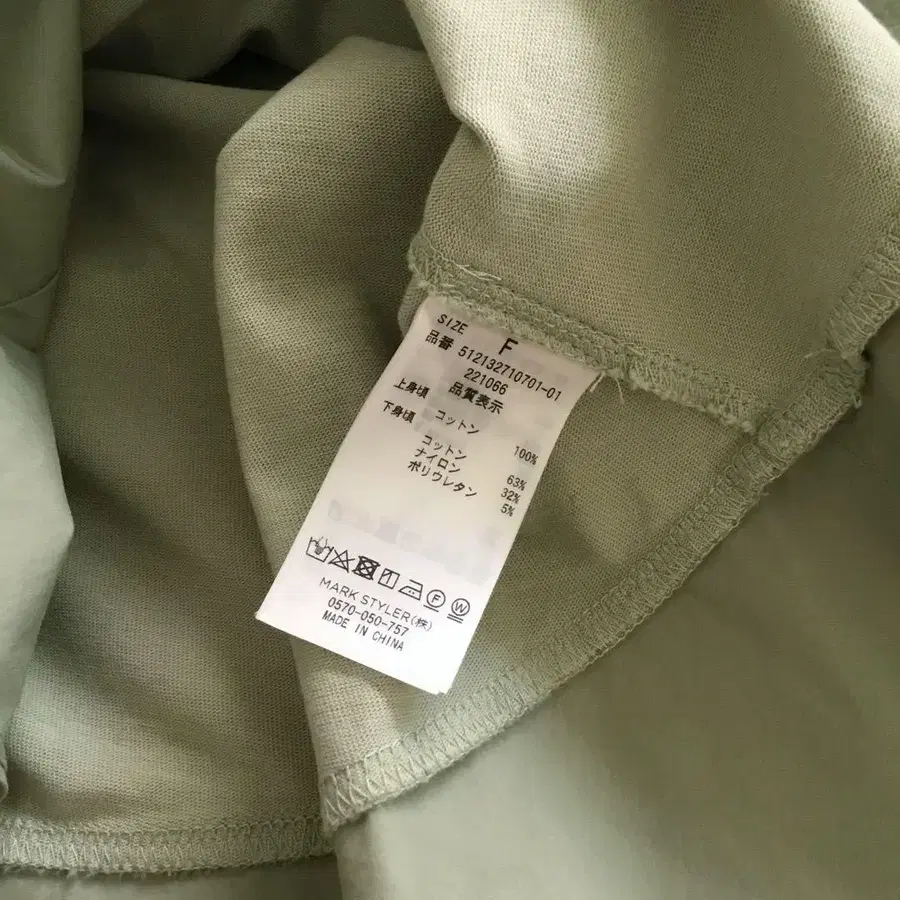 SIZE F
品番 512132710701-01
221066
品質表示
上身頃 コットン 100%
下身頃 コットン 63%
ナイロン 32%
ポリウレタン 5%
F W
MARK STYLER(株)
0570-050-757
MADE IN CHINA